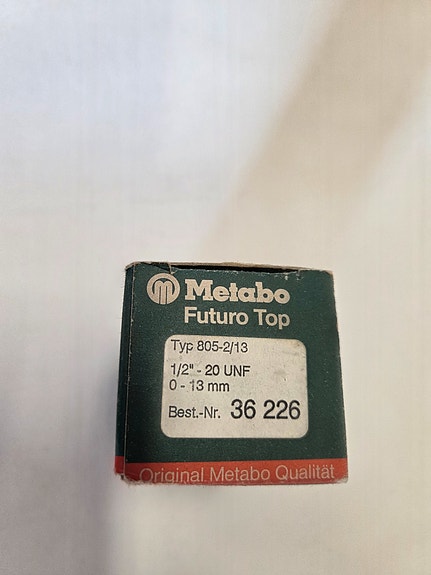 Metabo
Futuro Top
Typ 805-2/13
1/2" - 20 UNF
0 - 13 mm
Best.-Nr. 36 226
Original Metabo Qualität